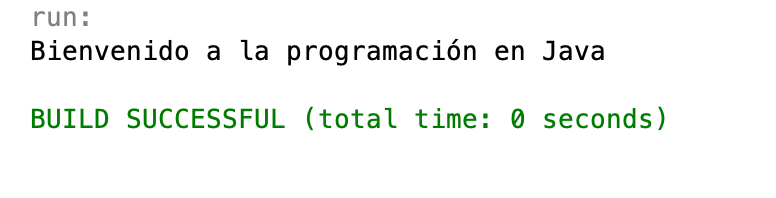 run:
Bienvenido a la programación en Java
BUILD SUCCESSFUL (total time: 0 seconds)